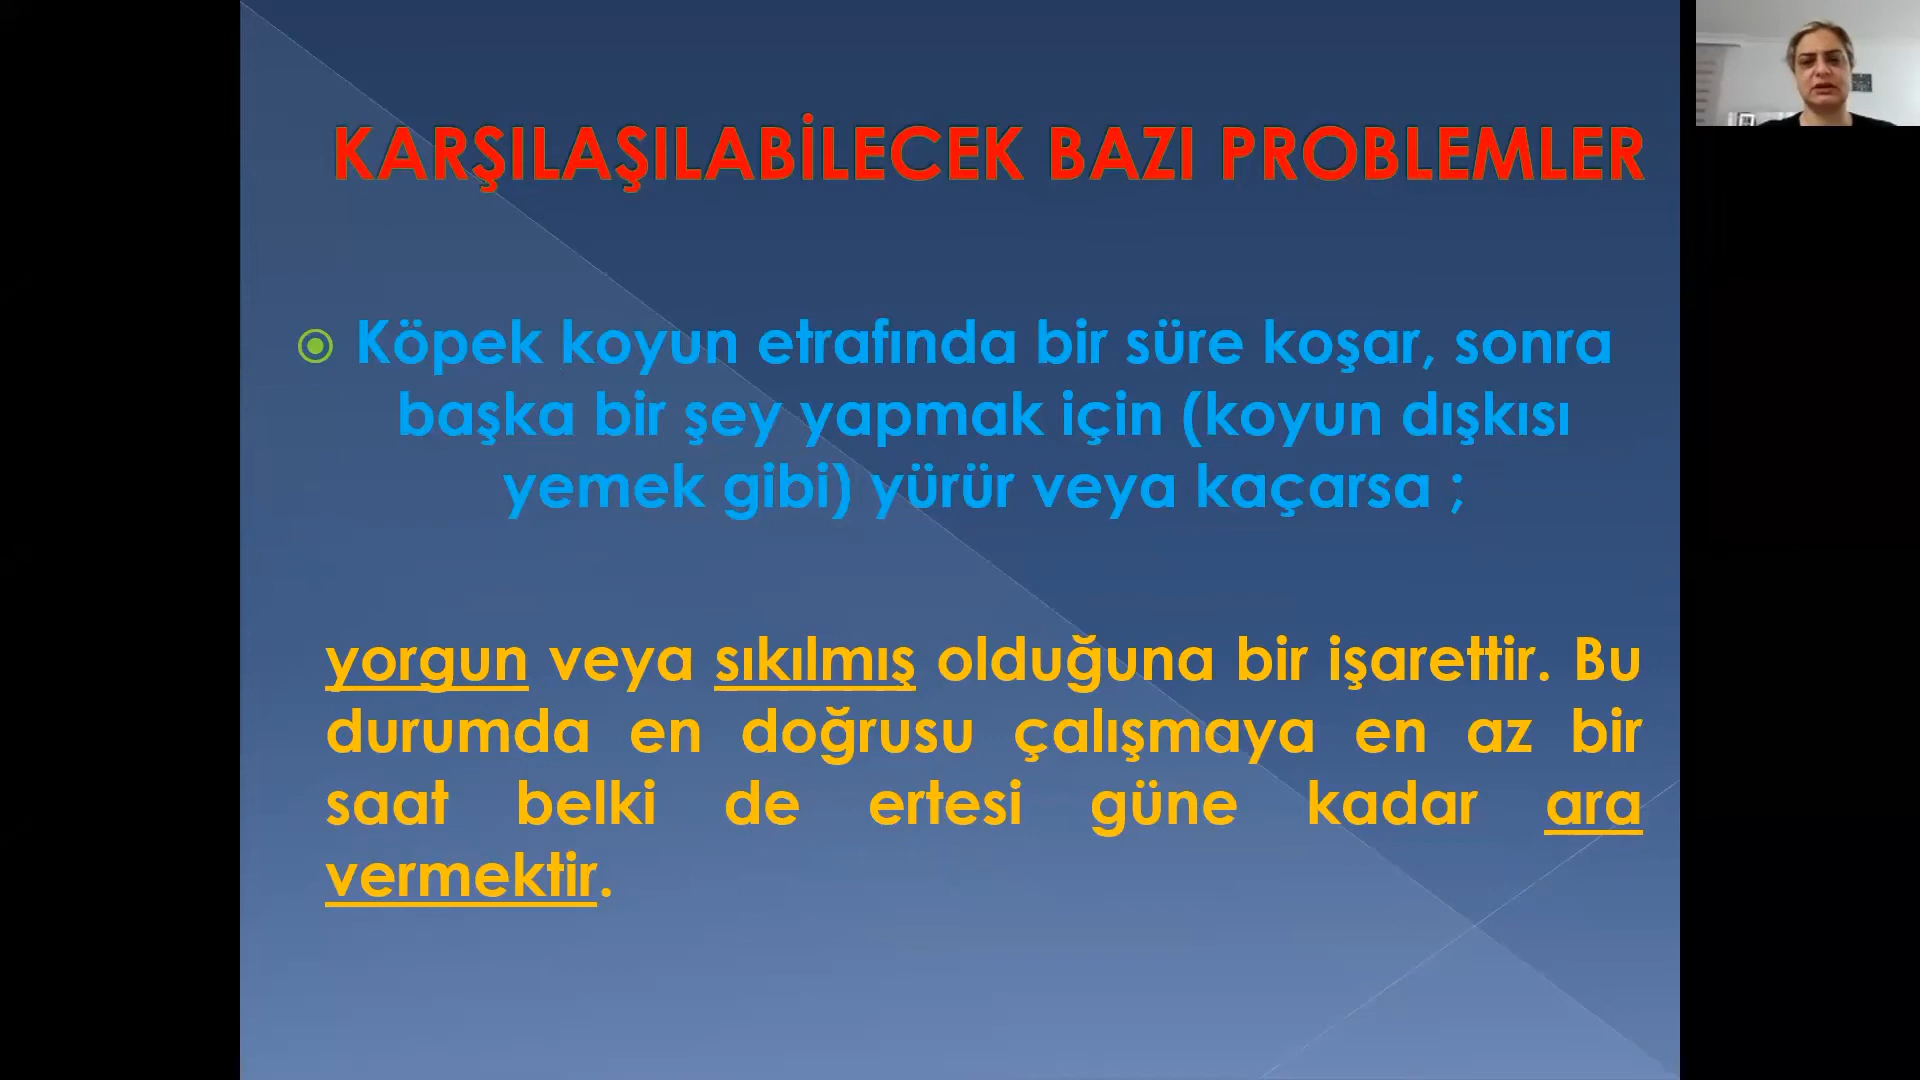 KARŞILAŞILABİLECEK BAZI PROBLEMLER
Köpek koyun etrafında bir süre koşar, sonra
başka bir şey yapmak için (koyun dışkısı
yemek gibi) yürür veya kaçarsa ;
yorgun veya sıkılmış olduğuna bir işarettir. Bu
durumda en doğrusu çalışmaya en az bir
saat belki de ertesi güne kadar ara
vermektir.